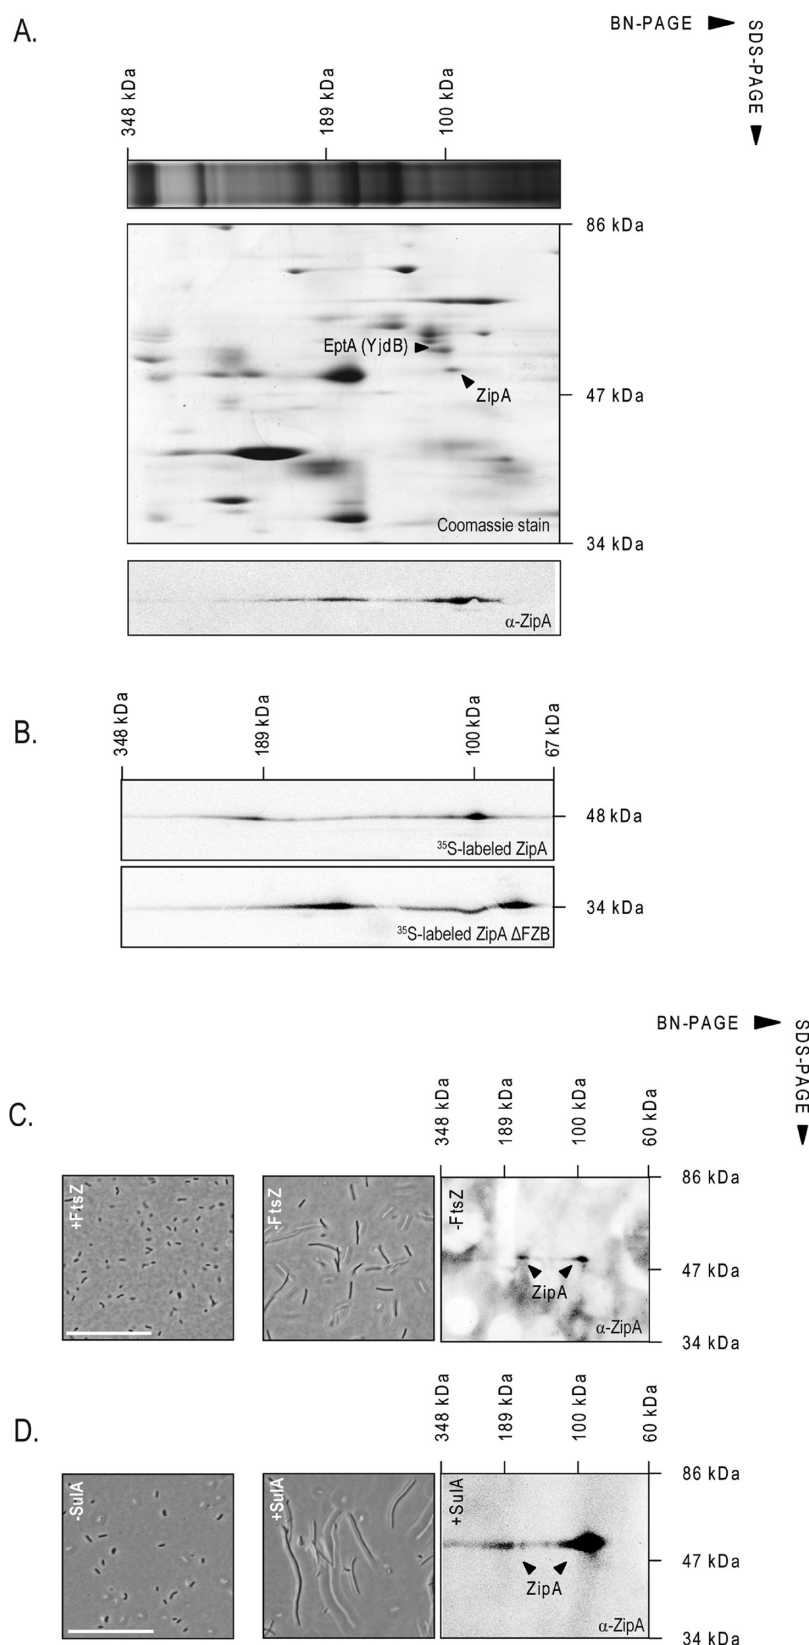 A.
BN-PAGE
SDS-PAGE
348 kDa
189 kDa
100 kDa
86 kDa
EptA (YjdB)
ZipA
47 kDa
Coomassie stain
34 kDa
α-ZipA
B.
348 kDa
189 kDa
100 kDa
67 kDa
48 kDa
35S-labeled ZipA
34 kDa
35S-labeled ZipA ΔFZB
BN-PAGE
SDS-PAGE
C.
348 kDa
189 kDa
100 kDa
60 kDa
+FtsZ
-FtsZ
-FtsZ
86 kDa
47 kDa
ZipA
α-ZipA
34 kDa
D.
348 kDa
189 kDa
100 kDa
60 kDa
-SulA
+SulA
+SulA
86 kDa
47 kDa
ZipA
α-ZipA
34 kDa